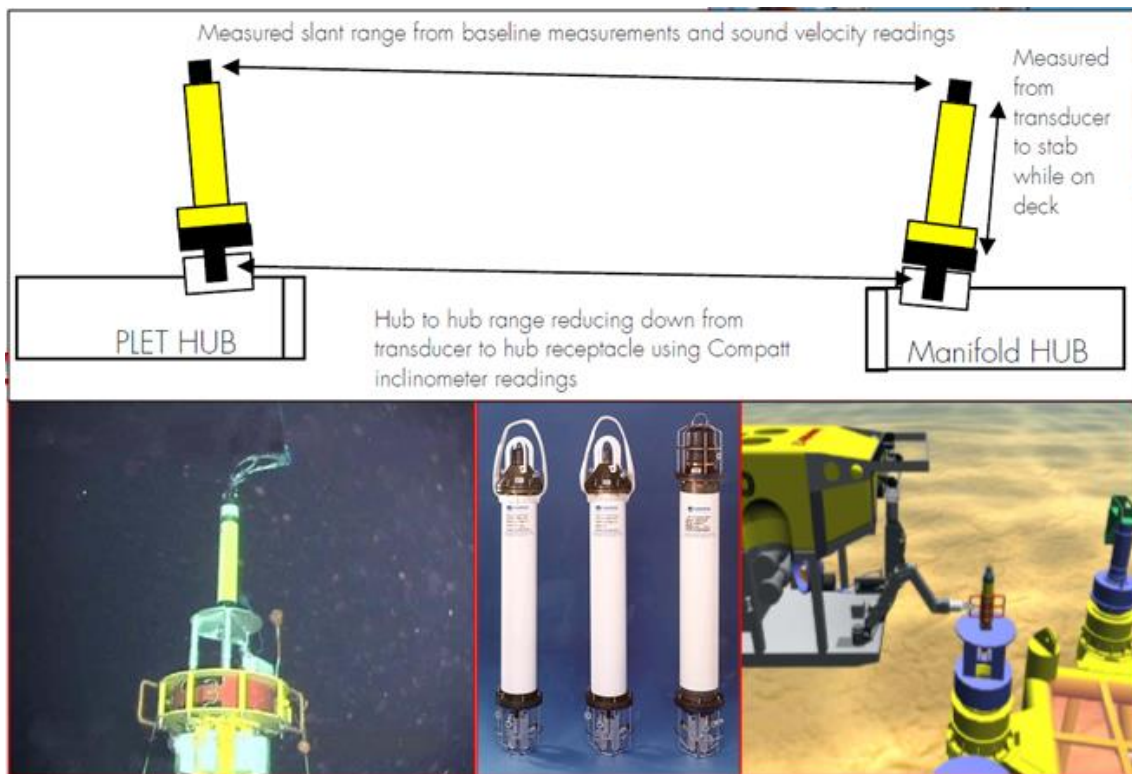 Measured slant range from baseline measurements and sound velocity readings
Measured
from
transducer
to stab
while on
deck
PLET HUB
Hub to hub range reducing down from
transducer to hub receptacle using Compatt
inclinometer readings
Manifold HUB